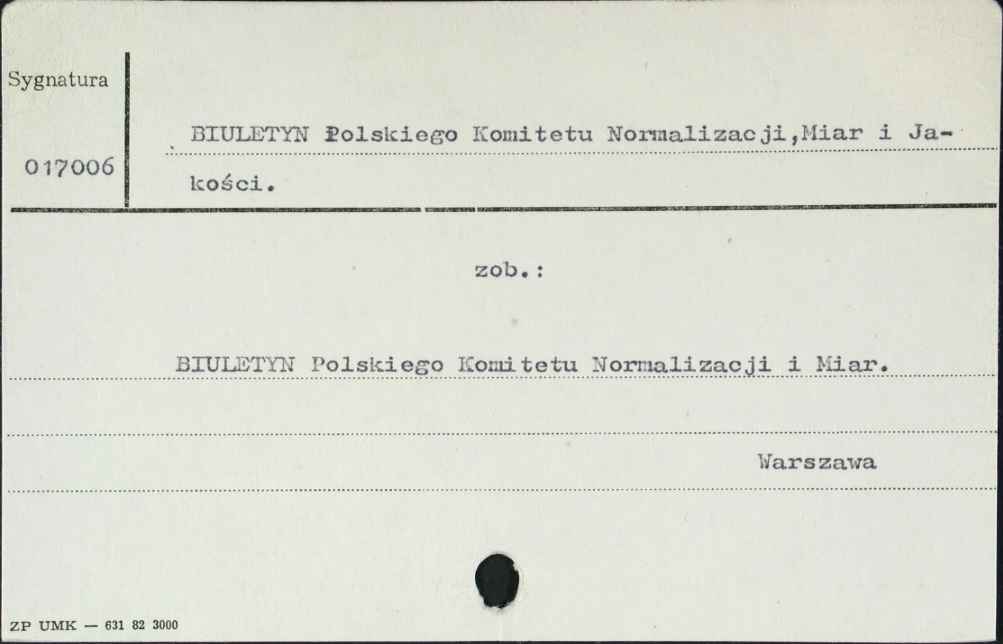 Sygnatura
017006
BIULETYN Polskiego Komitetu Normalizacji,Miar i Ja-
kości.
zob.:
BIULETYN Polskiego Komitetu Normalizacji i Miar.
Warszawa
ZP UMK — 631 82 3000